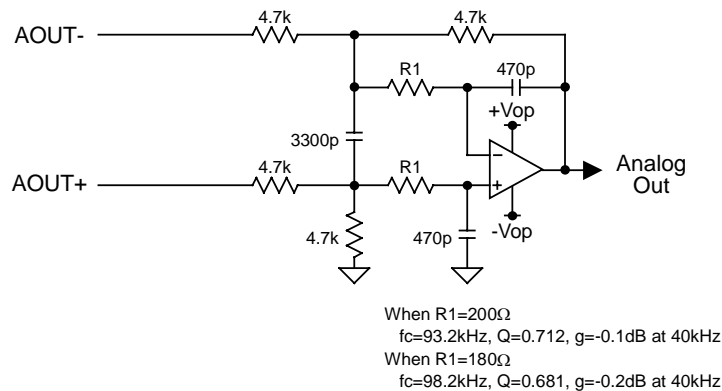 4.7k
4.7k
AOUT-
R1
470p
+Vop
3300p
4.7k
R1
Analog
Out
AOUT+
4.7k
470p
-Vop
When R1=200Ω
fc=93.2kHz, Q=0.712, g=-0.1dB at 40kHz
When R1=180Ω
fc=98.2kHz, Q=0.681, g=-0.2dB at 40kHz